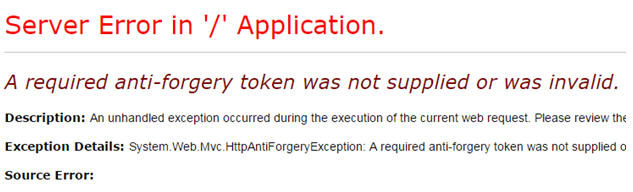 Server Error in '/' Application.
A required anti-forgery token was not supplied or was invalid.
Description: An unhandled exception occurred during the execution of the current web request. Please review the
Exception Details: System.Web.Mvc.HttpAntiForgeryException: A required anti-forgery token was not supplied o
Source Error: